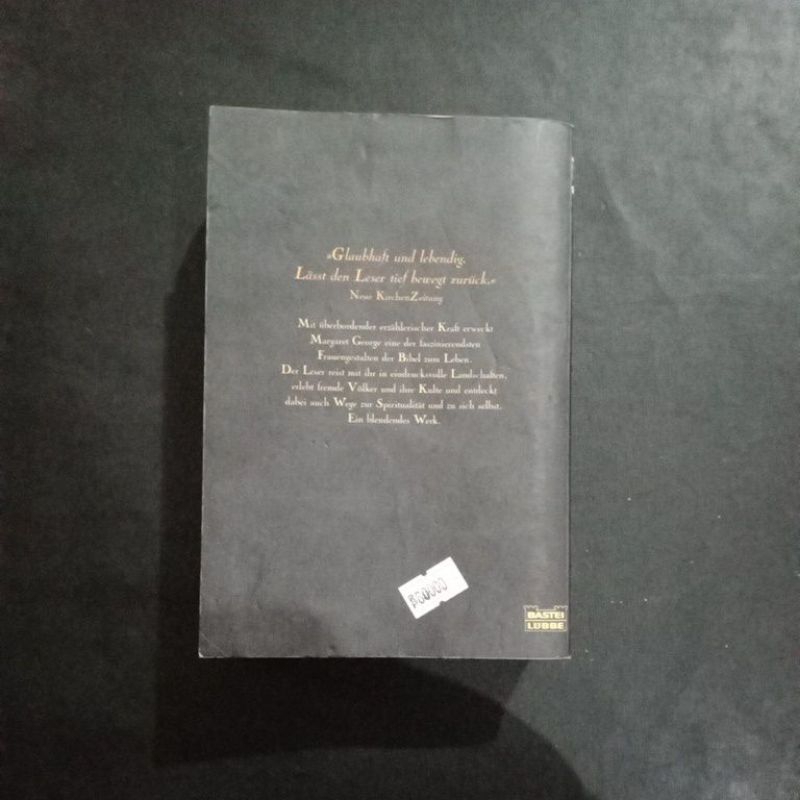 »Glaubhaft und lebendig.
Lässt den Leser tief bewegt zurück.«
Neue KirchenZeitung
Mit überbordender erzählerischer Kraft erweckt
Margaret George eine der faszinierendsten
Frauengestalten der Bibel zum Leben.
Der Leser reist mit ihr in eindrucksvolle Landschaften,
erlebt fremde Völker und ihre Kulte und entdeckt
dabei auch Wege zur Spiritualität und zu sich selbst.
Ein blendendes Werk.
BASTEI
LÜBBE